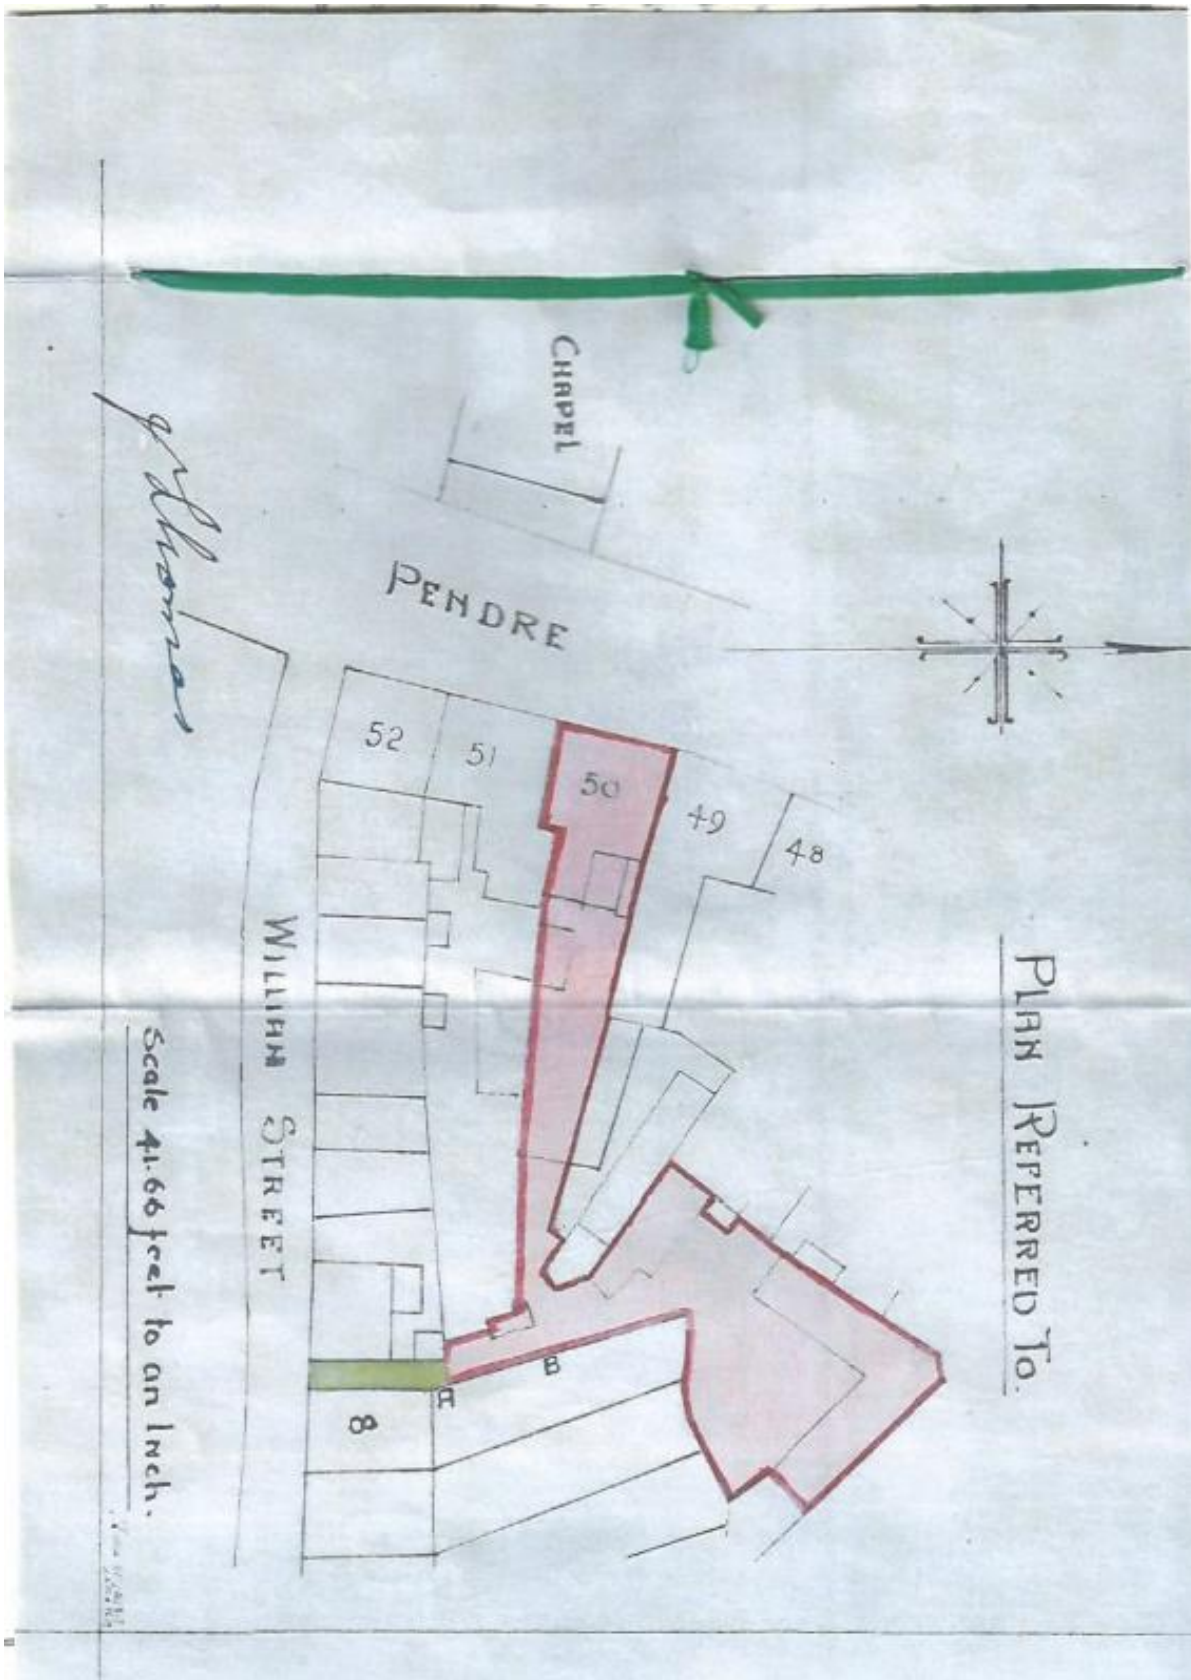 PLAN REFERRED TO.
CHAPEL
PENDRE
48
49
50
51
52
WILLIAM STREET
A
B
8
Scale 41.66 feet to an Inch.
J Thomas